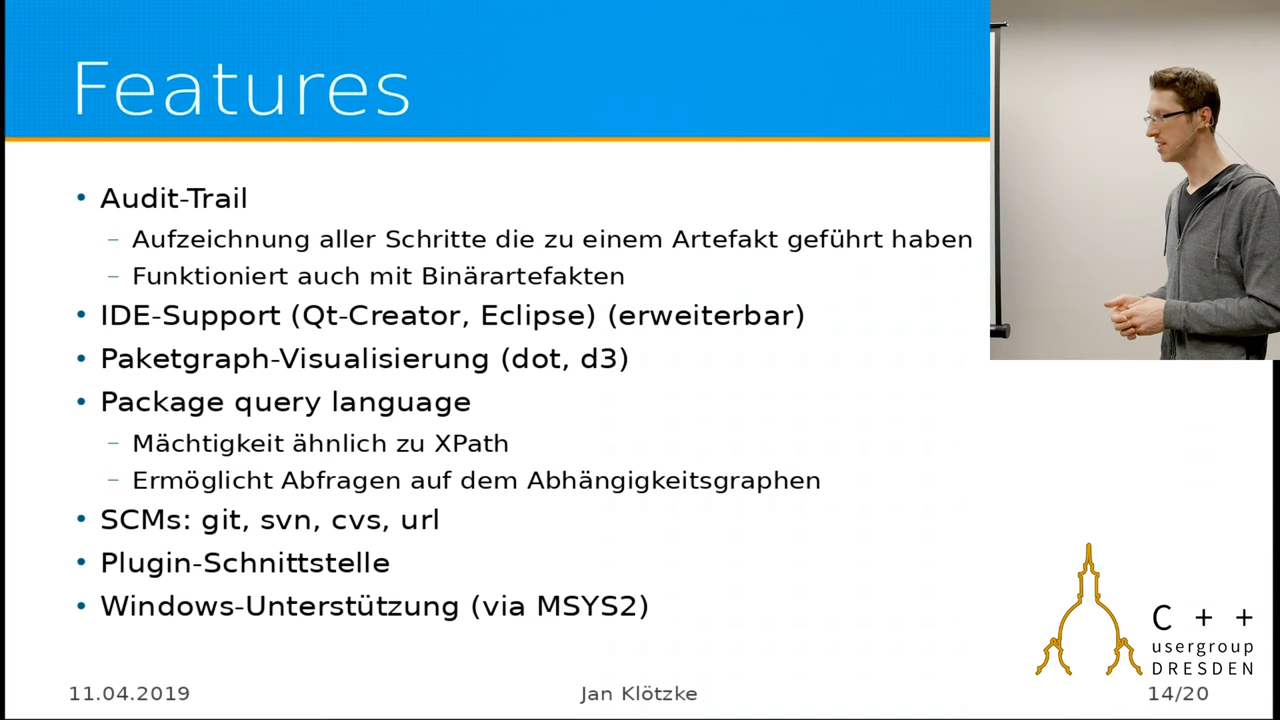 Features
• Audit-Trail
– Aufzeichnung aller Schritte die zu einem Artefakt geführt haben
– Funktioniert auch mit Binärartefakten
• IDE-Support (Qt-Creator, Eclipse) (erweiterbar)
• Paketgraph-Visualisierung (dot, d3)
• Package query language
– Mächtigkeit ähnlich zu XPath
– Ermöglicht Abfragen auf dem Abhängigkeitsgraphen
• SCMs: git, svn, cvs, url
• Plugin-Schnittstelle
• Windows-Unterstützung (via MSYS2)
C + +
usergroup
DRESDEN
11.04.2019
Jan Klötzke
14/20